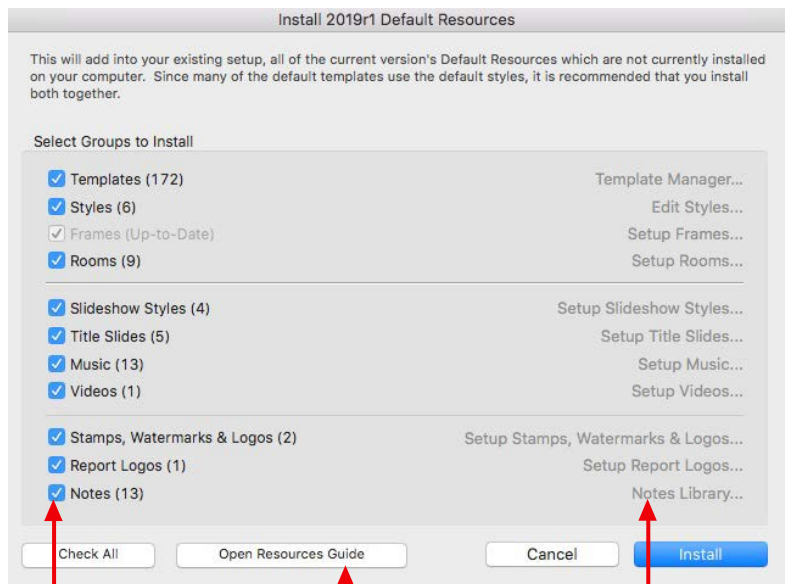 Install 2019r1 Default Resources
This will add into your existing setup, all of the current version's Default Resources which are not currently installed
on your computer. Since many of the default templates use the default styles, it is recommended that you install
both together.
Select Groups to Install
Templates (172) Template Manager...
Styles (6) Edit Styles...
Frames (Up-to-Date) Setup Frames...
Rooms (9) Setup Rooms...
Slideshow Styles (4) Setup Slideshow Styles...
Title Slides (5) Setup Title Slides...
Music (13) Setup Music...
Videos (1) Setup Videos...
Stamps, Watermarks & Logos (2) Setup Stamps, Watermarks & Logos...
Report Logos (1) Setup Report Logos...
Notes (13) Notes Library...
Check All Open Resources Guide Cancel Install